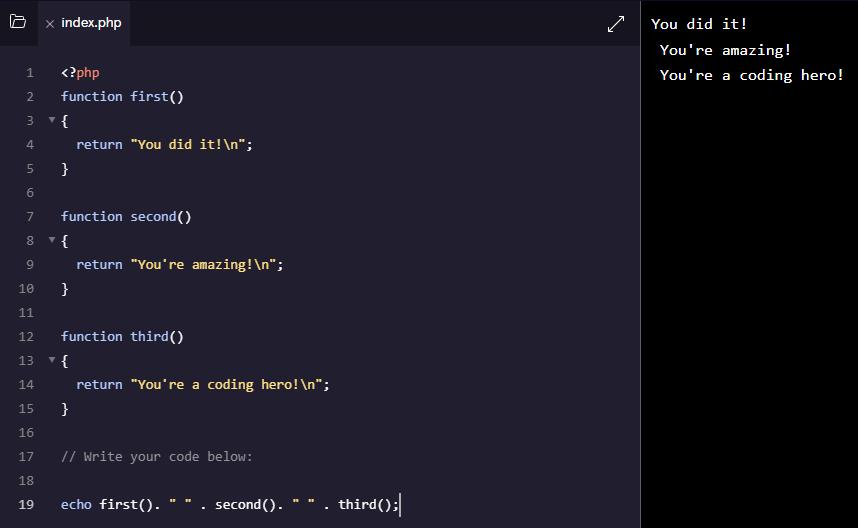 index.php
1 <?php
2 function first()
3 {
4 return "You did it!\n";
5 }
6
7 function second()
8 {
9 return "You're amazing!\n";
10 }
11
12 function third()
13 {
14 return "You're a coding hero!\n";
15 }
16
17 // Write your code below:
18
19 echo first(). " " . second(). " " . third();
You did it!
You're amazing!
You're a coding hero!